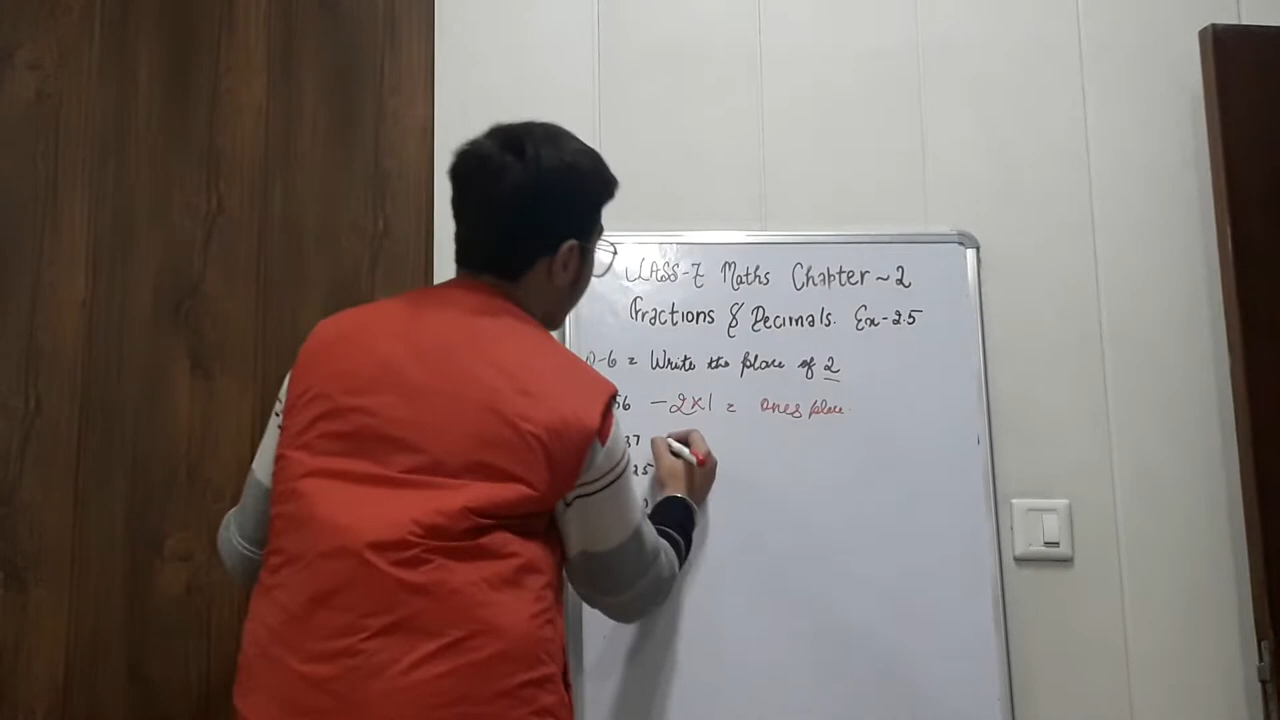 CLASS-7 Maths Chapter ~ 2
Fractions & Decimals. Ex-2.5
Q-6 = Write the place of 2
56 - 2x1 = ones place.
37
25